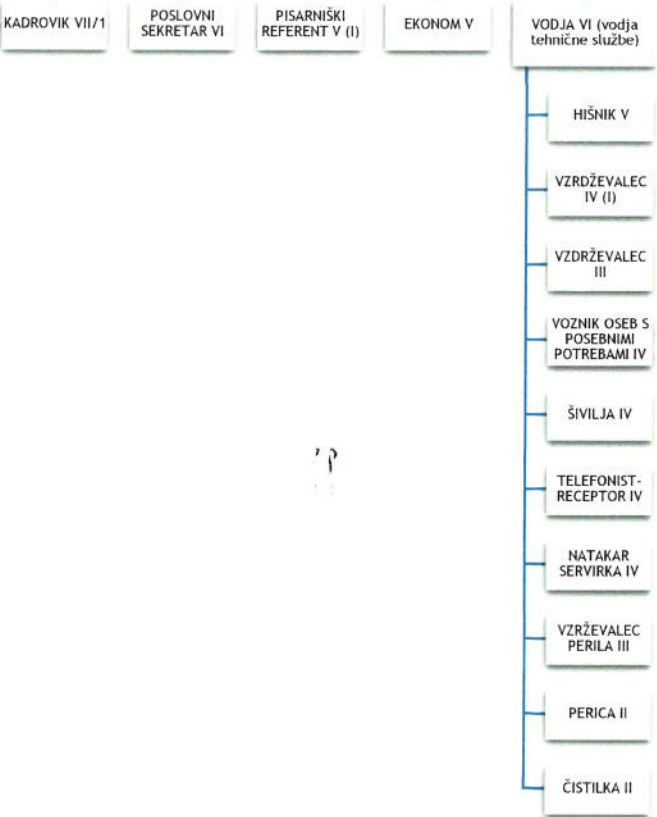 KADROVIK VII/1
POSLOVNI
SEKRETAR VI
PISARNIŠKI
REFERENT V (I)
EKONOM V
VODJA VI (vodja
tehnične službe)
HIŠNIK V
VZRDŽEVALEC
IV (I)
VZDRŽEVALEC
III
VOZNIK OSEB S
POSEBNIMI
POTREBAMI IV
ŠIVILJA IV
TELEFONIST-
RECEPTOR IV
NATAKAR
SERVIRKA IV
VZRŽEVALEC
PERILA III
PERICA II
ČISTILKA II